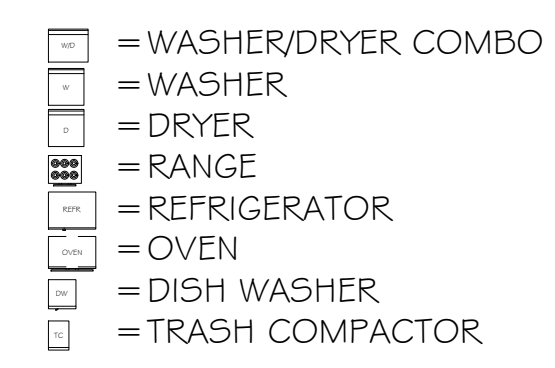 W/D = WASHER/DRYER COMBO
W = WASHER
D = DRYER
= RANGE
REFR = REFRIGERATOR
OVEN = OVEN
DW = DISH WASHER
TC = TRASH COMPACTOR